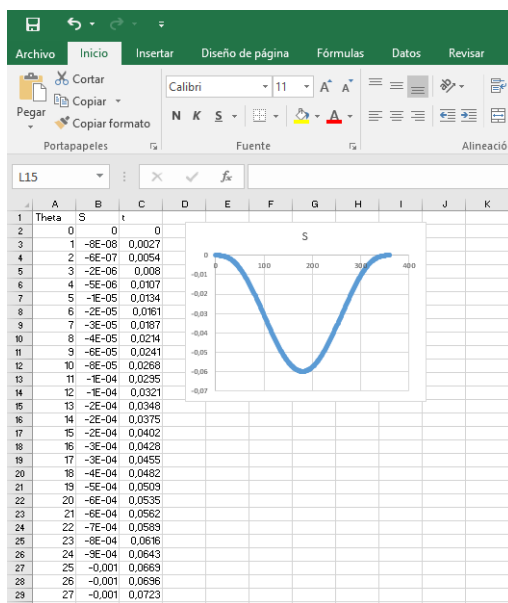 Archivo Inicio Insertar Diseño de página Fórmulas Datos Revisar
Pegar
Cortar
Copiar
Copiar formato
Portapapeles
Calibri 11 A A
N K S A
Fuente
Alineació
L15 fx
A B C D E F G H I J K
1 Theta S t
2 0 0 0
3 1 -8E-08 0,0027
4 2 -6E-07 0,0054
5 3 -2E-06 0,008
6 4 -5E-06 0,0107
7 5 -1E-05 0,0134
8 6 -2E-05 0,0161
9 7 -3E-05 0,0187
10 8 -4E-05 0,0214
11 9 -6E-05 0,0241
12 10 -8E-05 0,0268
13 11 -1E-04 0,0295
14 12 -1E-04 0,0321
15 13 -2E-04 0,0348
16 14 -2E-04 0,0375
17 15 -2E-04 0,0402
18 16 -3E-04 0,0428
19 17 -3E-04 0,0455
20 18 -4E-04 0,0482
21 19 -5E-04 0,0509
22 20 -6E-04 0,0535
23 21 -6E-04 0,0562
24 22 -7E-04 0,0589
25 23 -8E-04 0,0616
26 24 -9E-04 0,0643
27 25 -0,001 0,0669
28 26 -0,001 0,0696
29 27 -0,001 0,0723
S
0
-0,01
-0,02
-0,03
-0,04
-0,05
-0,06
-0,07
0 100 200 300 400